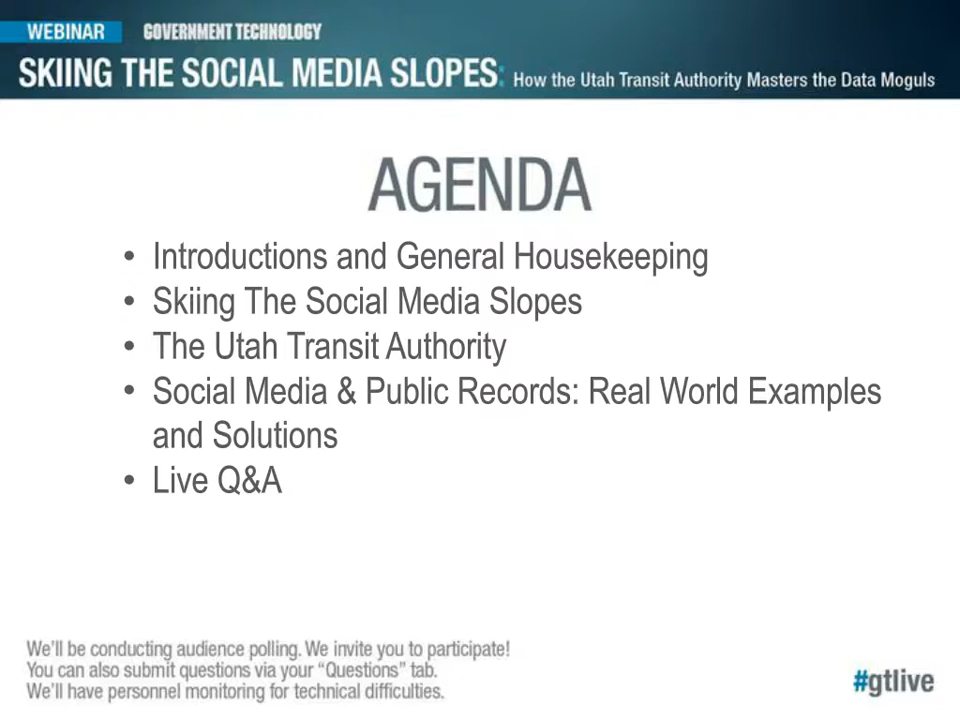 WEBINAR GOVERNMENT TECHNOLOGY
SKIING THE SOCIAL MEDIA SLOPES: How the Utah Transit Authority Masters the Data Moguls
AGENDA
• Introductions and General Housekeeping
• Skiing The Social Media Slopes
• The Utah Transit Authority
• Social Media & Public Records: Real World Examples
and Solutions
• Live Q&A
We'll be conducting audience polling. We invite you to participate!
You can also submit questions via your “Questions” tab.
We'll have personnel monitoring for technical difficulties.
#gtlive